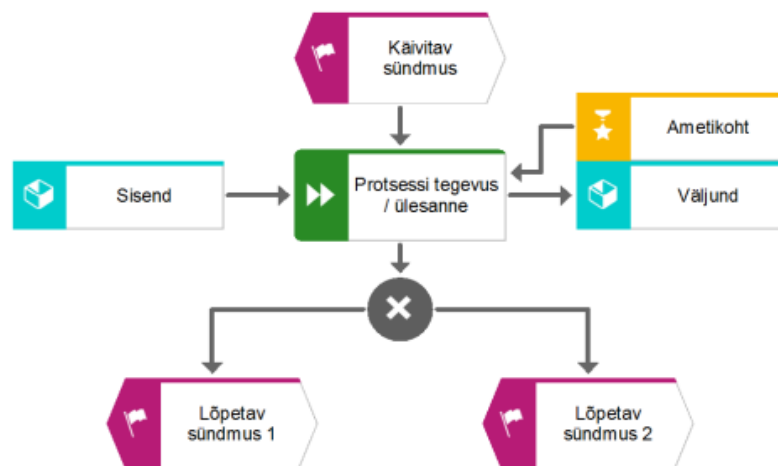 Käivitav
sündmus
Ametikoht
Sisend
Protsessi tegevus
/ ülesanne
Väljund
Lõpetav
sündmus 1
Lõpetav
sündmus 2